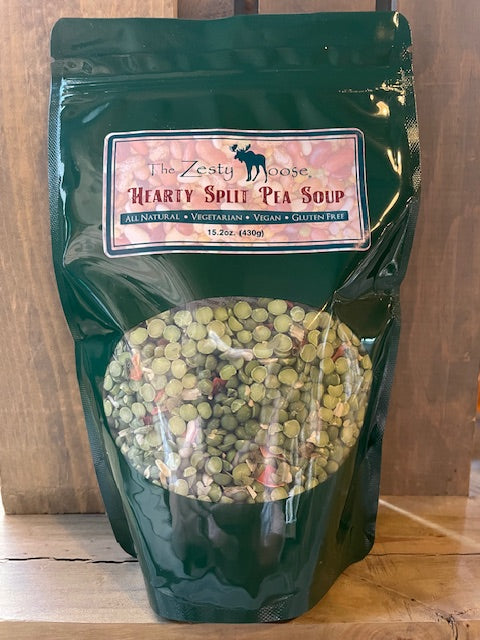 The Zesty Moose.
Hearty Split Pea Soup
All Natural • Vegetarian • Vegan • Gluten Free
15.2oz. (430g)